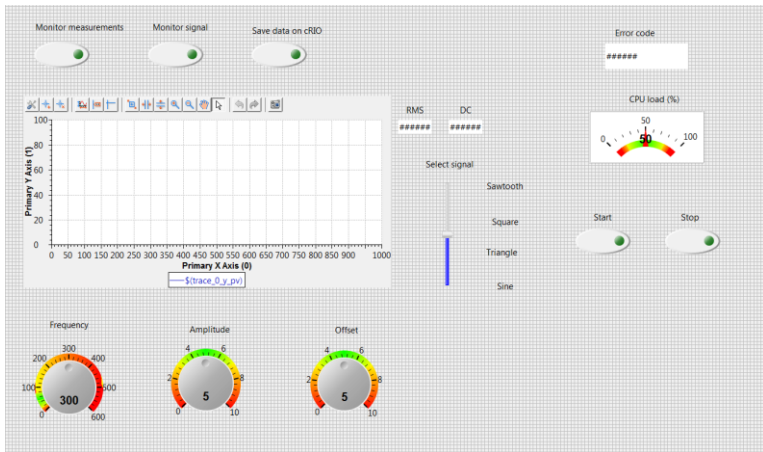 Monitor measurements
Monitor signal
Save data on cRIO
Error code
######
CPU load (%)
0
50
100
50
RMS
DC
######
######
Select signal
Sawtooth
Square
Triangle
Sine
Start
Stop
Primary Y Axis (1)
100
80
60
40
20
0
0 50 100 150 200 250 300 350 400 450 500 550 600 650 700 750 800 850 900 1000
Primary X Axis (0)
$(trace_0_y_pv)
Frequency
0
100
200
300
400
500
600
300
Amplitude
0
2
4
6
8
10
5
Offset
0
2
4
6
8
10
5